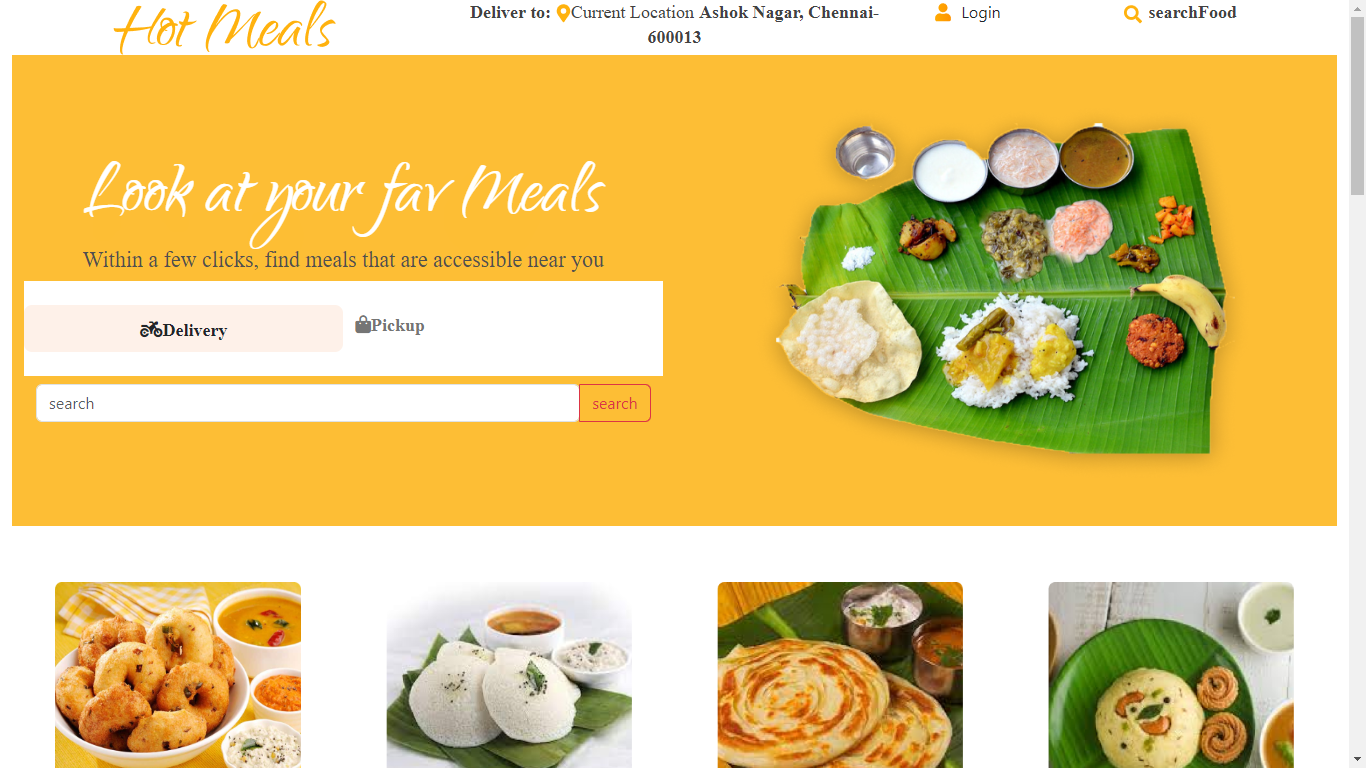 Hot Meals
Deliver to: Current Location Ashok Nagar, Chennai-
600013
Login
searchFood
Look at your fav Meals
Within a few clicks, find meals that are accessible near you
Delivery
Pickup
search
search